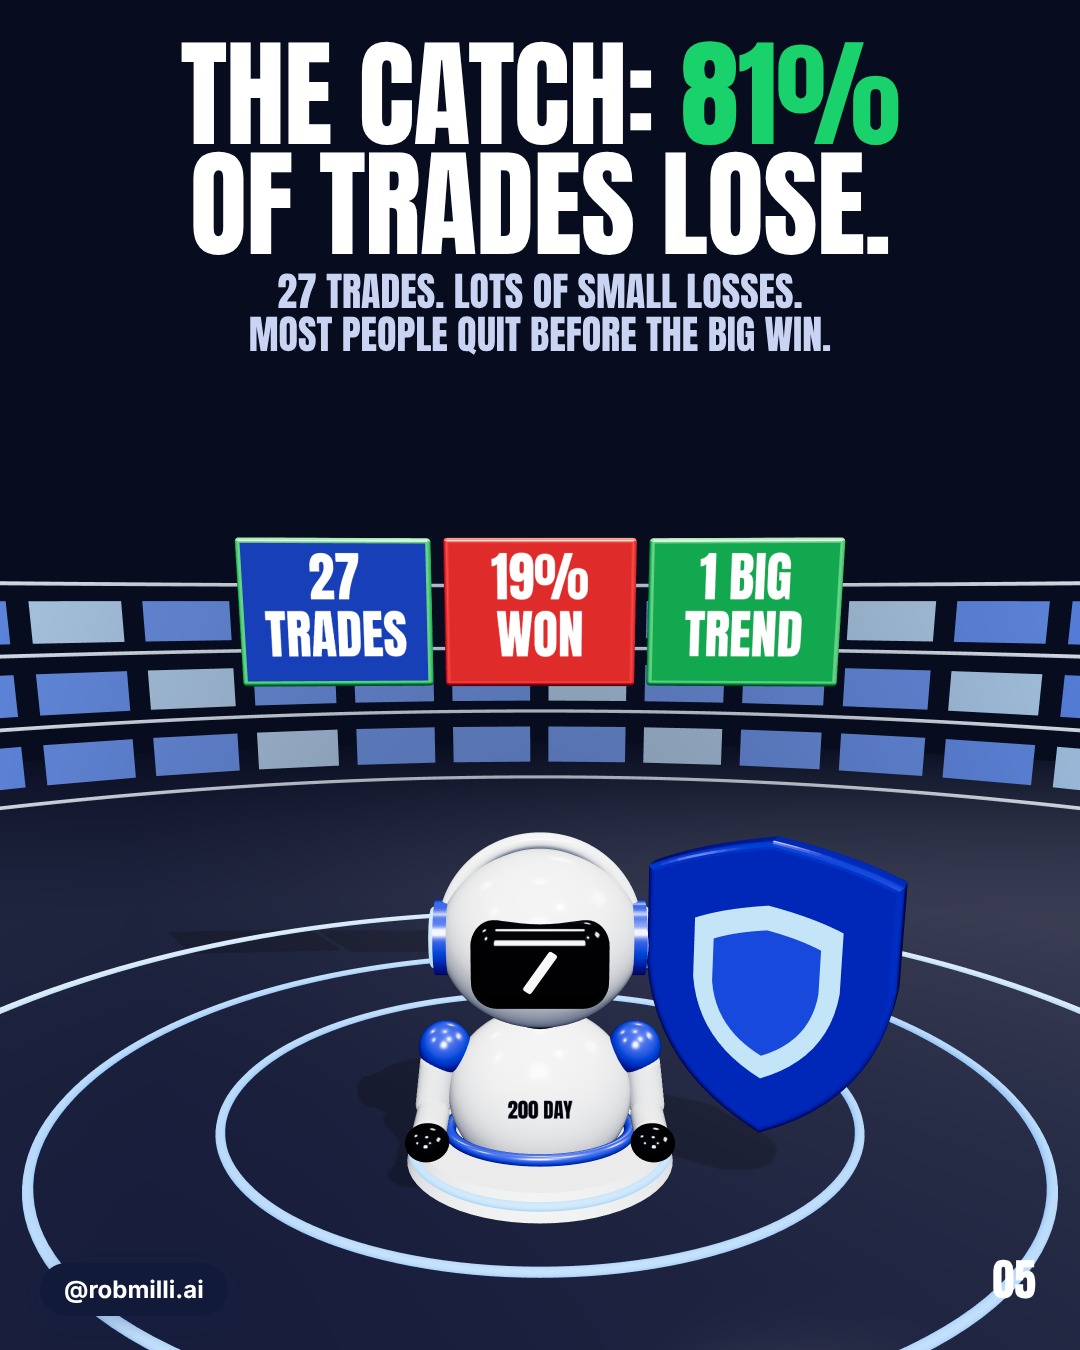 THE CATCH: 81%
OF TRADES LOSE.
27 TRADES. LOTS OF SMALL LOSSES.
MOST PEOPLE QUIT BEFORE THE BIG WIN.
27
TRADES
19%
WON
1 BIG
TREND
200 DAY
@robmilli.ai
05